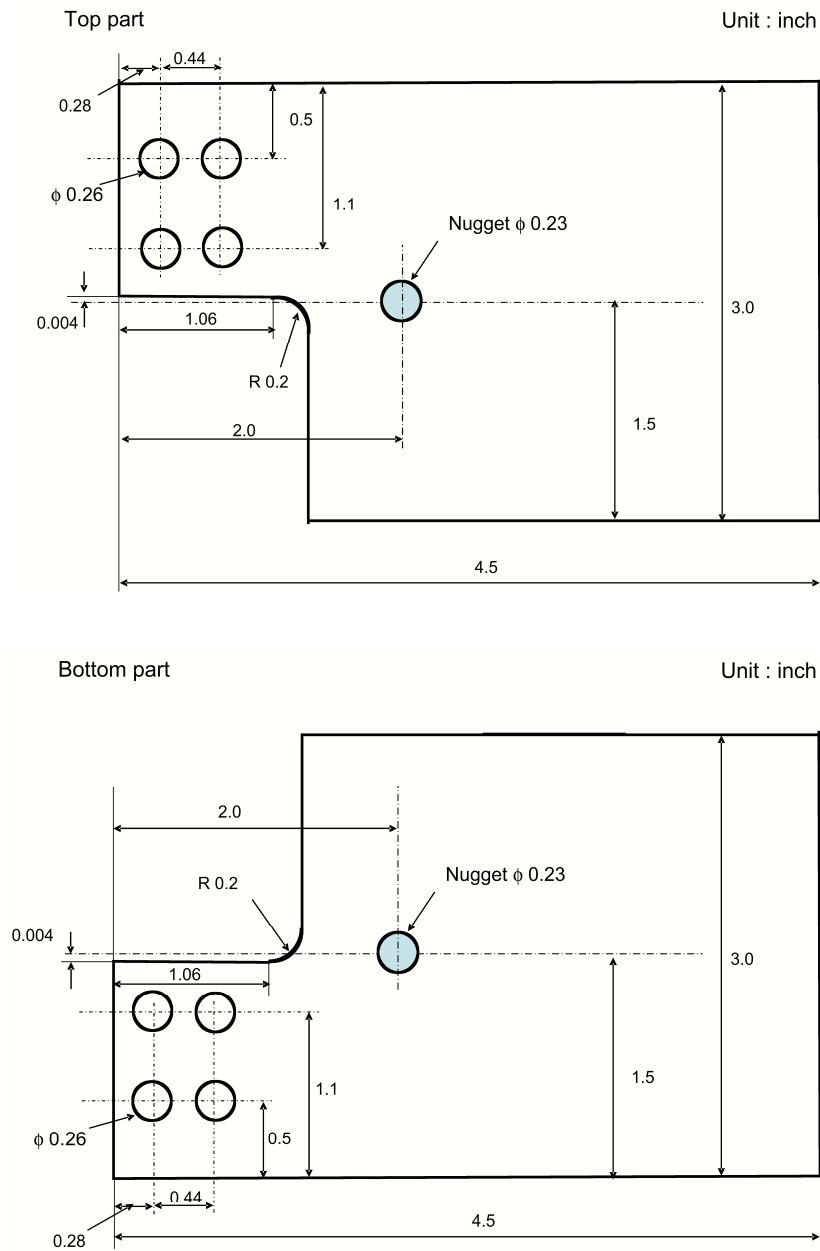 Top part
Unit : inch
0.44
0.28
0.5
ϕ 0.26
1.1
Nugget ϕ 0.23
0.004
1.06
3.0
R 0.2
2.0
1.5
4.5
Bottom part
Unit : inch
2.0
R 0.2
Nugget ϕ 0.23
0.004
3.0
1.06
1.1
1.5
ϕ 0.26
0.5
0.44
0.28
4.5